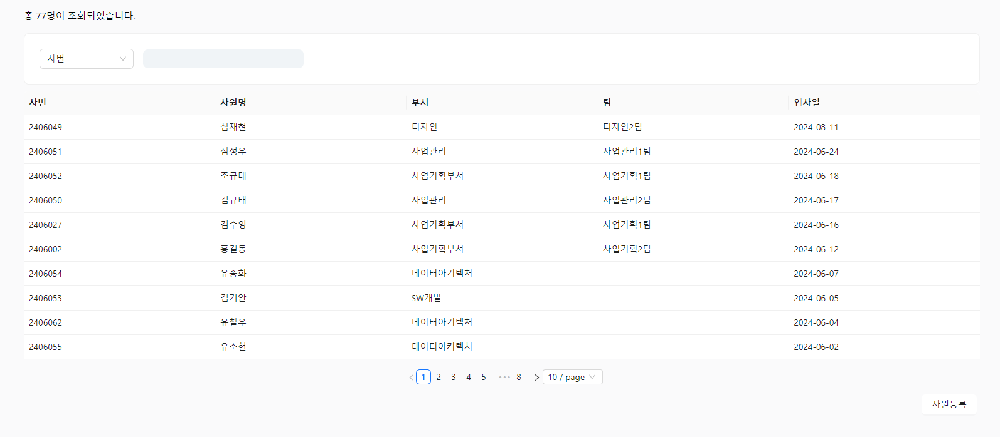 총 77명이 조회되었습니다.
사번
사번 사원명 부서 팀 입사일
2406049 심재현 디자인 디자인2팀 2024-08-11
2406051 심정우 사업관리 사업관리1팀 2024-06-24
2406052 조규태 사업기획부서 사업기획1팀 2024-06-18
2406050 김규태 사업관리 사업관리2팀 2024-06-17
2406027 김수영 사업기획부서 사업기획1팀 2024-06-16
2406002 홍길동 사업기획부서 사업기획2팀 2024-06-12
2406054 유송화 데이터아키텍처 2024-06-07
2406053 김기안 SW개발 2024-06-05
2406062 유철우 데이터아키텍처 2024-06-04
2406055 유소현 데이터아키텍처 2024-06-02
< 1 2 3 4 5 ••• 8 > 10 / page
사원등록